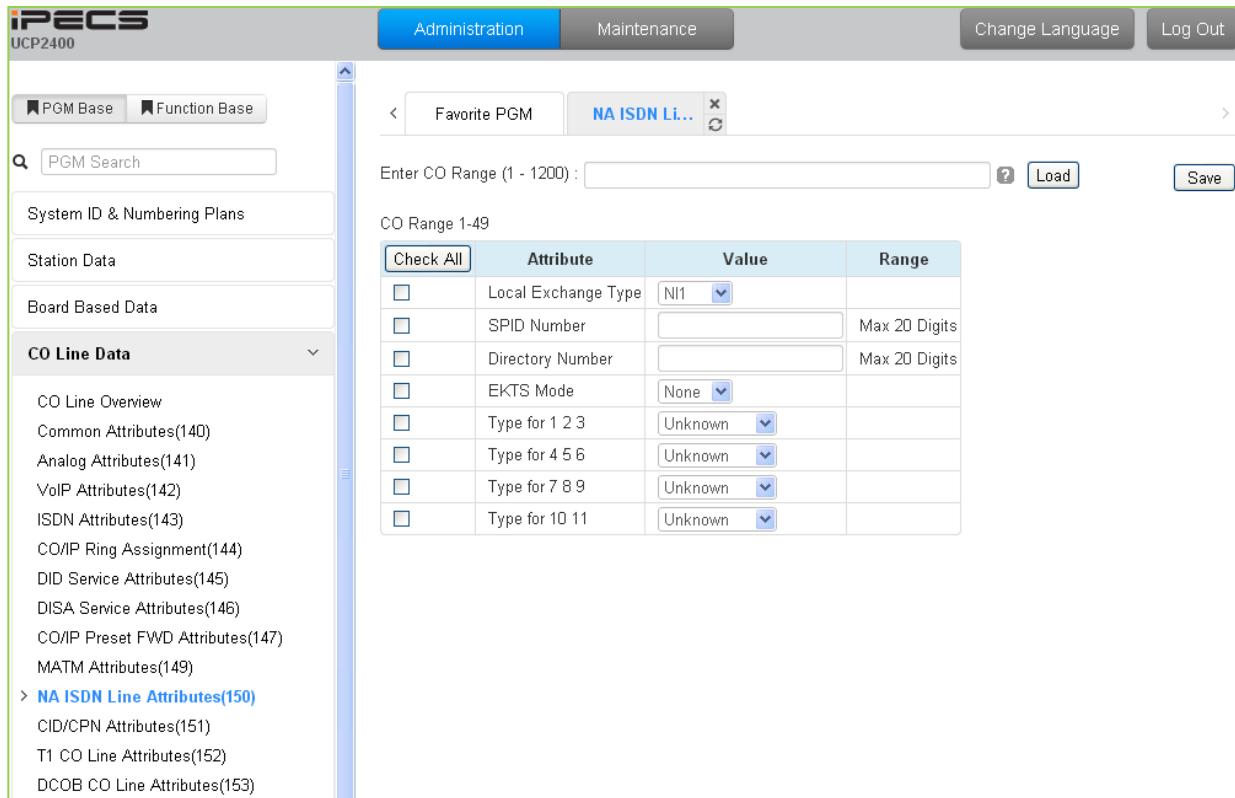 iPECS
UCP2400
Administration
Maintenance
Change Language
Log Out
PGM Base
Function Base
PGM Search
System ID & Numbering Plans
Station Data
Board Based Data
CO Line Data
CO Line Overview
Common Attributes(140)
Analog Attributes(141)
VoIP Attributes(142)
ISDN Attributes(143)
CO/IP Ring Assignment(144)
DID Service Attributes(145)
DISA Service Attributes(146)
CO/IP Preset FWD Attributes(147)
MATM Attributes(149)
> NA ISDN Line Attributes(150)
CID/CPN Attributes(151)
T1 CO Line Attributes(152)
DCOB CO Line Attributes(153)
< Favorite PGM NA ISDN Li... >
Enter CO Range (1 - 1200) : ? Load Save
CO Range 1-49
Check All Attribute Value Range
Local Exchange Type NI1
SPID Number Max 20 Digits
Directory Number Max 20 Digits
EKTS Mode None
Type for 1 2 3 Unknown
Type for 4 5 6 Unknown
Type for 7 8 9 Unknown
Type for 10 11 Unknown